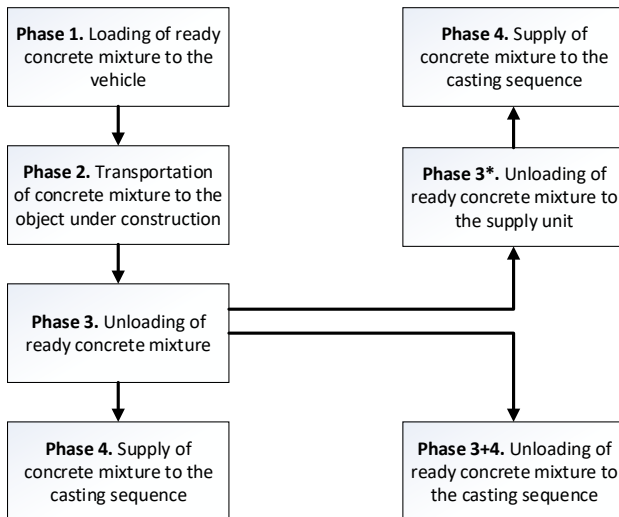 Phase 1. Loading of ready
concrete mixture to the
vehicle
Phase 2. Transportation
of concrete mixture to the
object under construction
Phase 3. Unloading of
ready concrete mixture
Phase 4. Supply of
concrete mixture to the
casting sequence
Phase 4. Supply of
concrete mixture to the
casting sequence
Phase 3*. Unloading of
ready concrete mixture to
the supply unit
Phase 3+4. Unloading of
ready concrete mixture to
the casting sequence